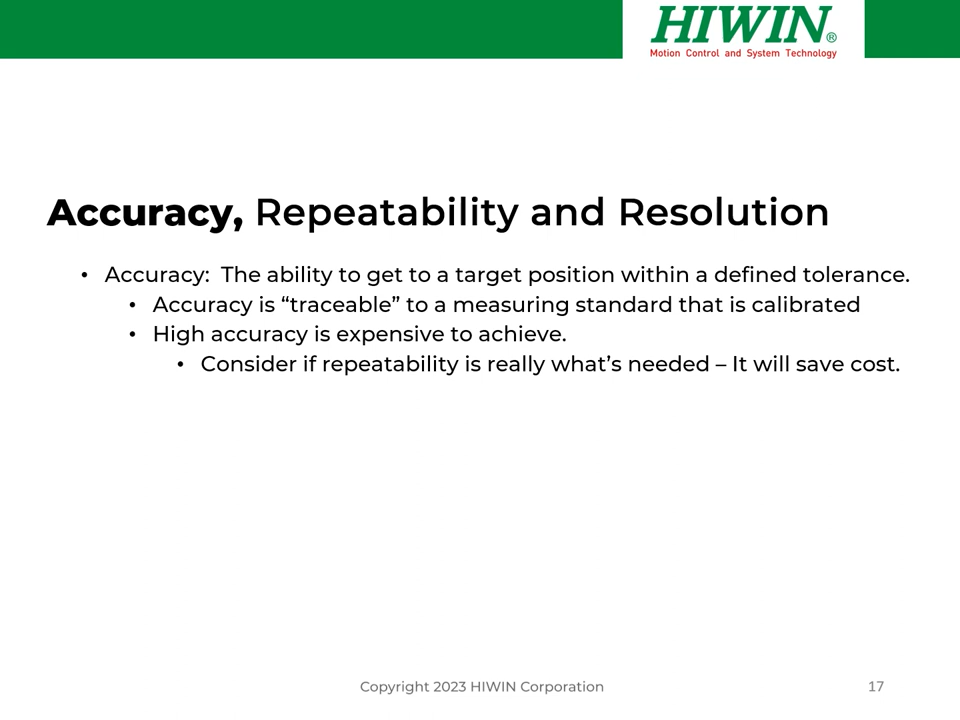 HIWIN®
Motion Control and System Technology
Accuracy, Repeatability and Resolution
• Accuracy:  The ability to get to a target position within a defined tolerance.
• Accuracy is “traceable” to a measuring standard that is calibrated
• High accuracy is expensive to achieve.
• Consider if repeatability is really what’s needed – It will save cost.
Copyright 2023 HIWIN Corporation
17